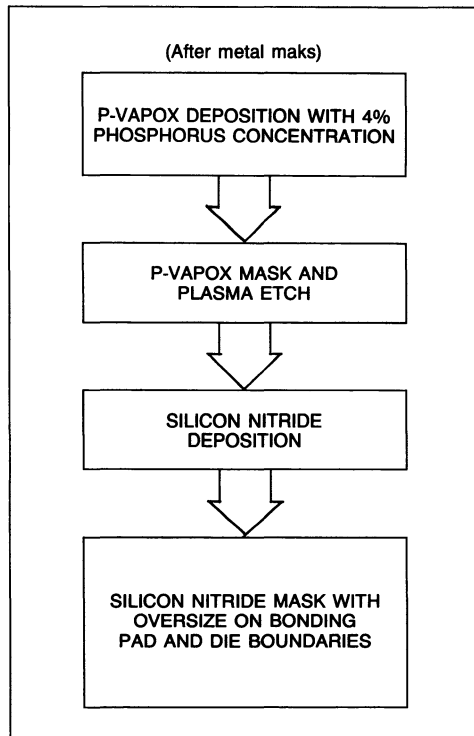 (After metal maks)
P-VAPOX DEPOSITION WITH 4%
PHOSPHORUS CONCENTRATION
P-VAPOX MASK AND
PLASMA ETCH
SILICON NITRIDE
DEPOSITION
SILICON NITRIDE MASK WITH
OVERSIZE ON BONDING
PAD AND DIE BOUNDARIES